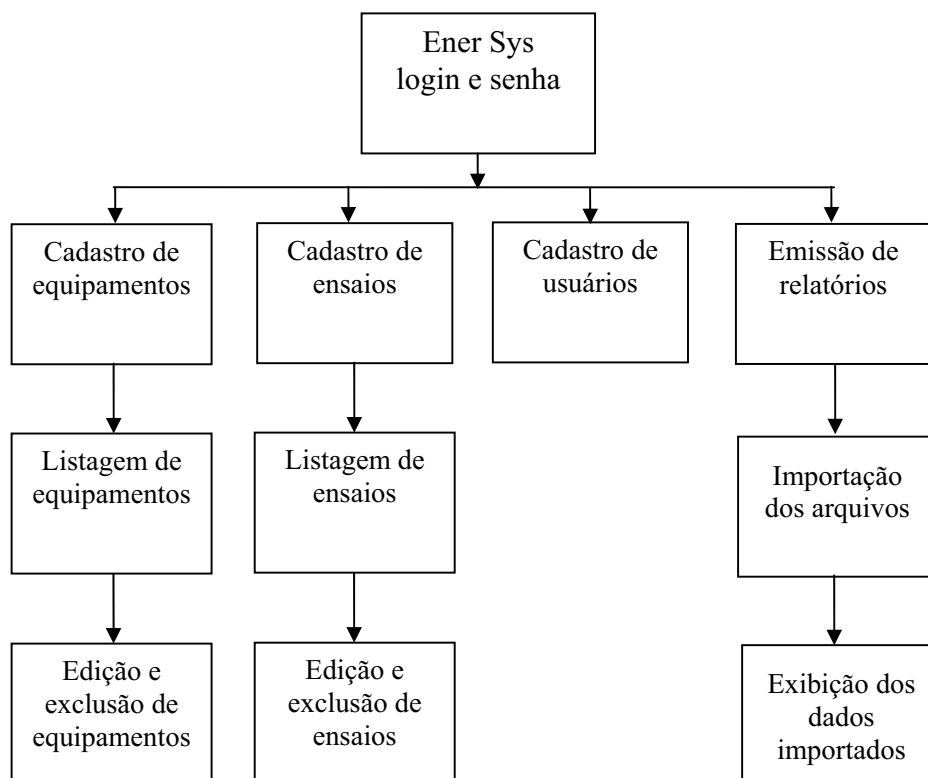 Ener Sys
login e senha
Cadastro de
equipamentos
Cadastro de
ensaios
Cadastro de
usuários
Emissão de
relatórios
Listagem de
equipamentos
Listagem de
ensaios
Importação
dos arquivos
Edição e
exclusão de
equipamentos
Edição e
exclusão de
ensaios
Exibição dos
dados
importados